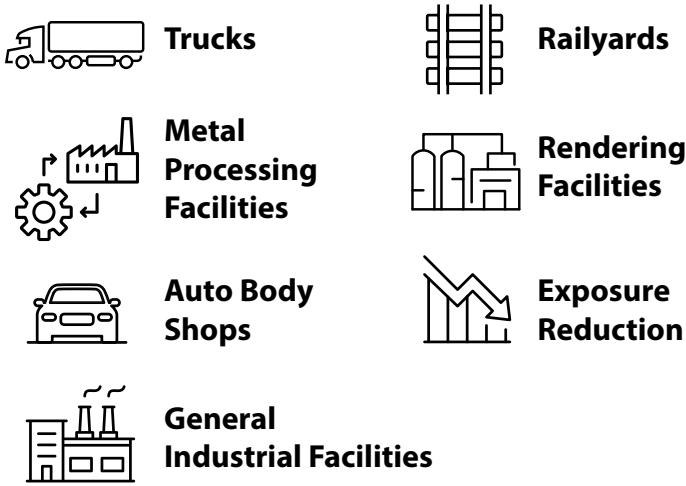 Trucks
Railyards
Metal
Processing
Facilities
Rendering
Facilities
Auto Body
Shops
Exposure
Reduction
General
Industrial Facilities